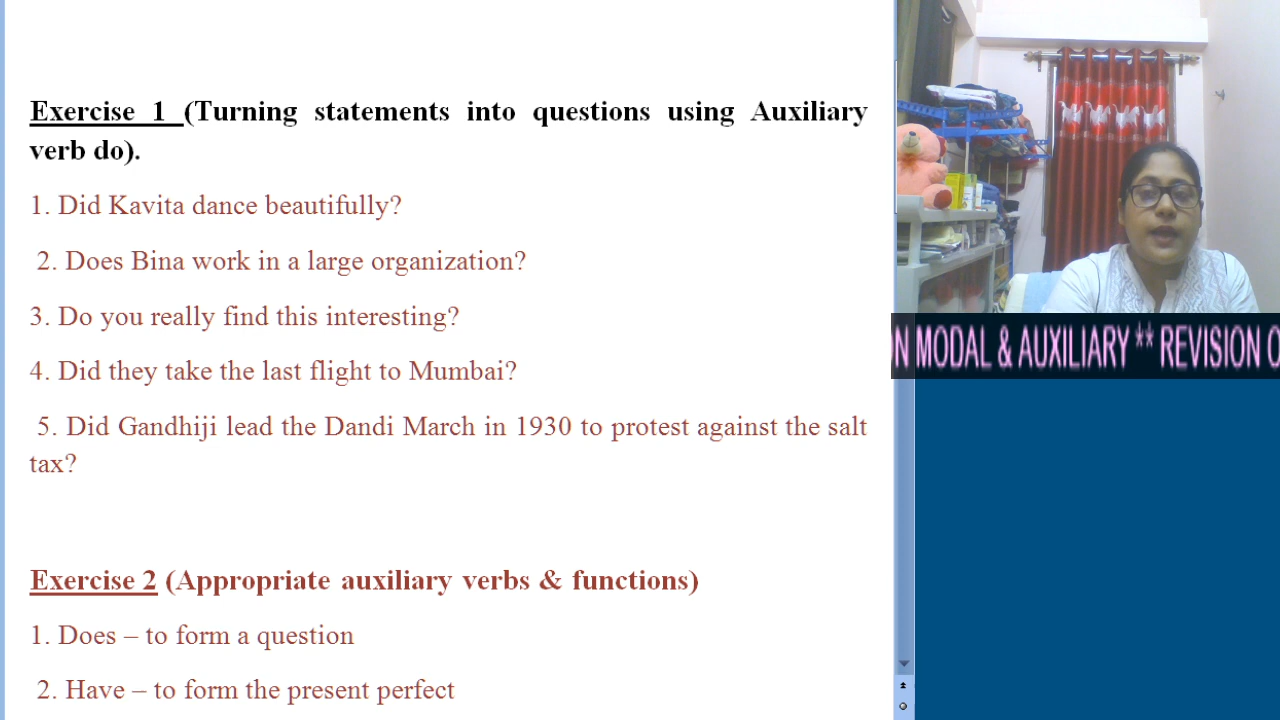 Exercise 1 (Turning statements into questions using Auxiliary
verb do).
1. Did Kavita dance beautifully?
2. Does Bina work in a large organization?
3. Do you really find this interesting?
4. Did they take the last flight to Mumbai?
5. Did Gandhiji lead the Dandi March in 1930 to protest against the salt
tax?
N MODAL & AUXILIARY ** REVISION O
Exercise 2 (Appropriate auxiliary verbs & functions)
1. Does – to form a question
2. Have – to form the present perfect